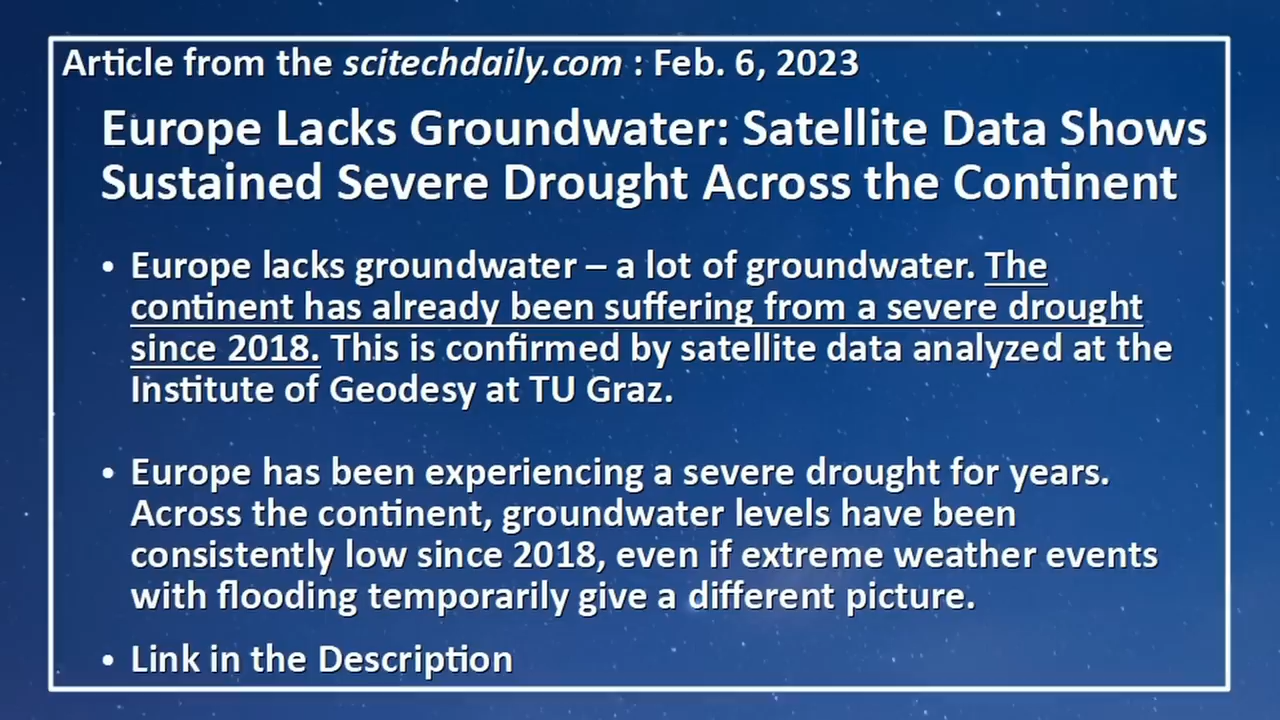 Article from the scitechdaily.com : Feb. 6, 2023
Europe Lacks Groundwater: Satellite Data Shows
Sustained Severe Drought Across the Continent
• Europe lacks groundwater – a lot of groundwater. The
continent has already been suffering from a severe drought
since 2018. This is confirmed by satellite data analyzed at the
Institute of Geodesy at TU Graz.
• Europe has been experiencing a severe drought for years.
Across the continent, groundwater levels have been
consistently low since 2018, even if extreme weather events
with flooding temporarily give a different picture.
• Link in the Description